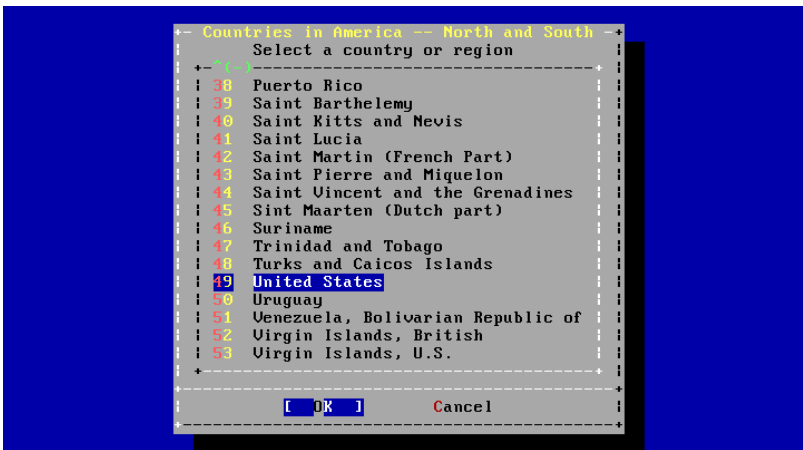 Countries in America -- North and South
Select a country or region
^(-)
38 Puerto Rico
39 Saint Barthelemy
40 Saint Kitts and Nevis
41 Saint Lucia
42 Saint Martin (French Part)
43 Saint Pierre and Miquelon
44 Saint Vincent and the Grenadines
45 Sint Maarten (Dutch part)
46 Suriname
47 Trinidad and Tobago
48 Turks and Caicos Islands
49 United States
50 Uruguay
51 Venezuela, Bolivarian Republic of
52 Virgin Islands, British
53 Virgin Islands, U.S.
[ OK ] Cancel